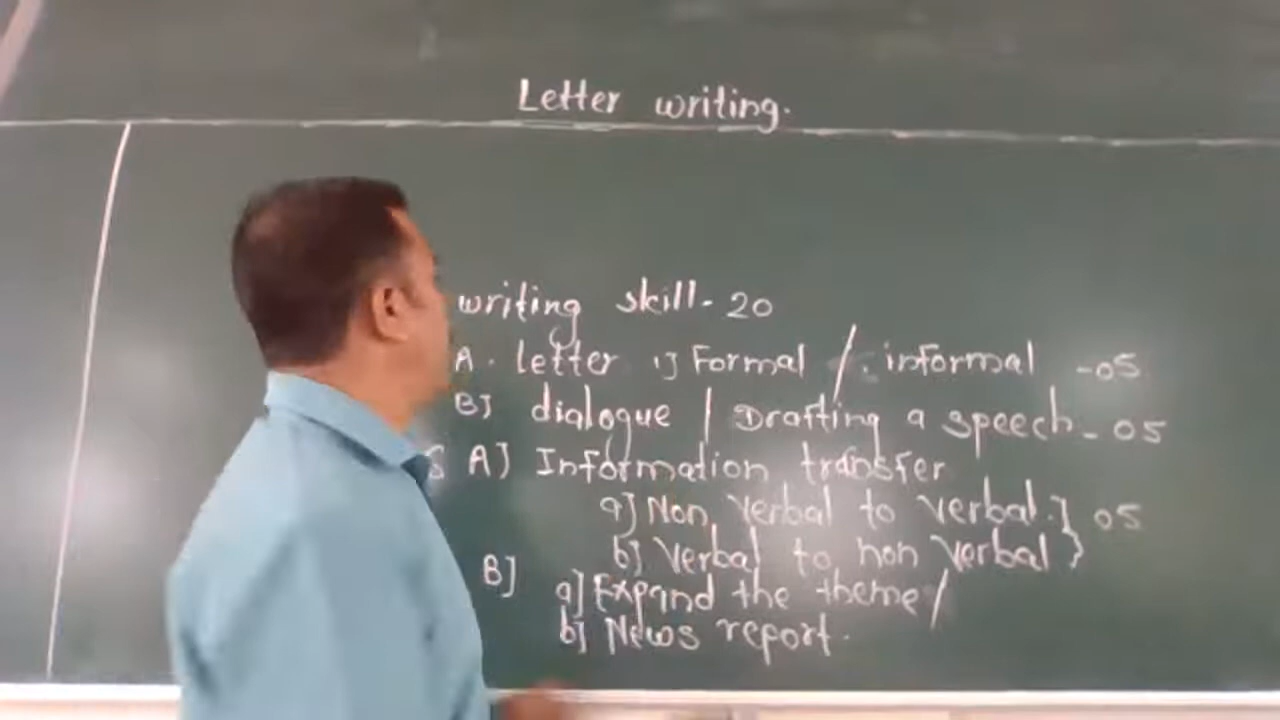 Letter writing.
writing skill - 20
A. letter 1] Formal / informal - 05
B] dialogue / Drafting a speech - 05
A] Information transfer
a] Non verbal to verbal. } 05
b] Verbal to non verbal }
B] a] Expand the theme /
b] News report.